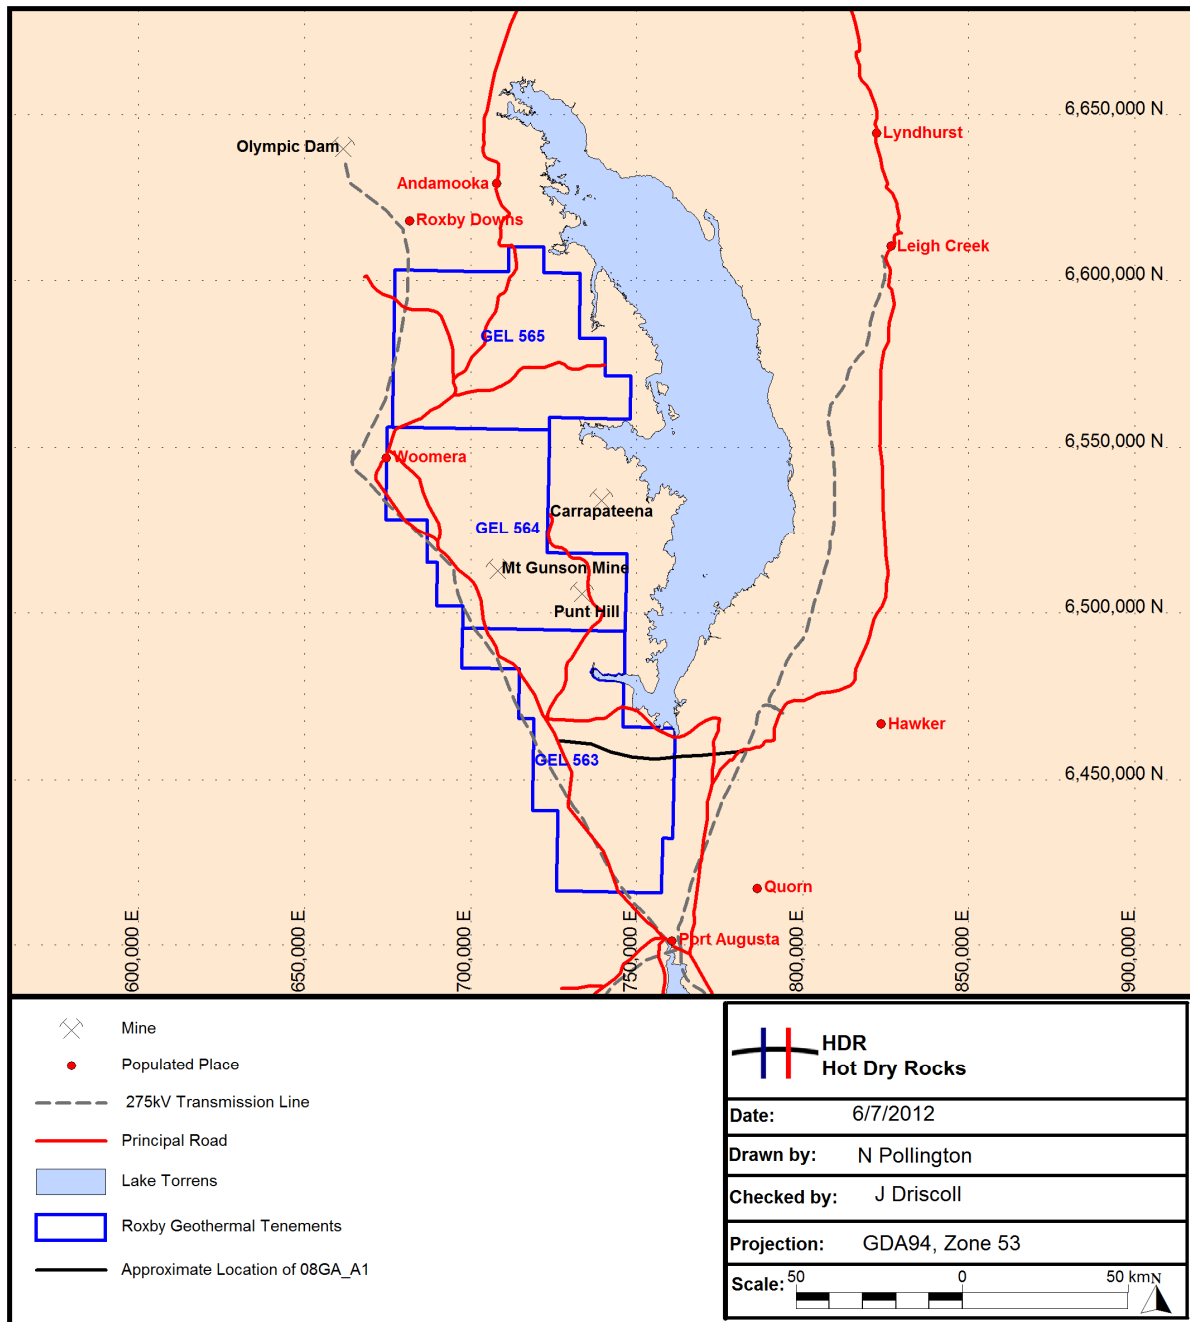 6,650,000 N
Lyndhurst
Olympic Dam
Andamooka
Roxby Downs
Leigh Creek
6,600,000 N
GEL 565
6,550,000 N
Woomera
Carrapateena
GEL 564
Mt Gunson Mine
Punt Hill
6,500,000 N
Hawker
GEL 563
6,450,000 N
Quorn
Port Augusta
600,000 E
650,000 E
700,000 E
750,000 E
800,000 E
850,000 E
900,000 E
Mine
Populated Place
275kV Transmission Line
Principal Road
Lake Torrens
Roxby Geothermal Tenements
Approximate Location of 08GA_A1
HDR
Hot Dry Rocks
Date: 6/7/2012
Drawn by: N Pollington
Checked by: J Driscoll
Projection: GDA94, Zone 53
Scale: 50 0 50 km N